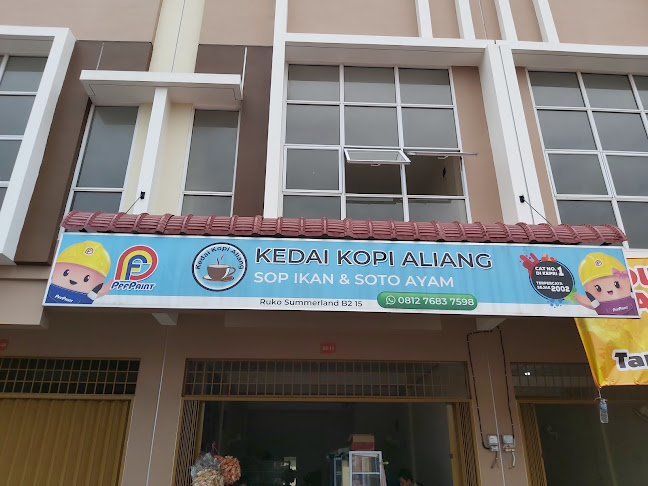 PFPPAINT
Kedai Kopi Aliang
KEDAI KOPI ALIANG
SOP IKAN & SOTO AYAM
Ruko Summerland B2 15
0812 7683 7598
CAT NO. 1
DI KEPRI
TERPERCAYA
SEJAK
2002